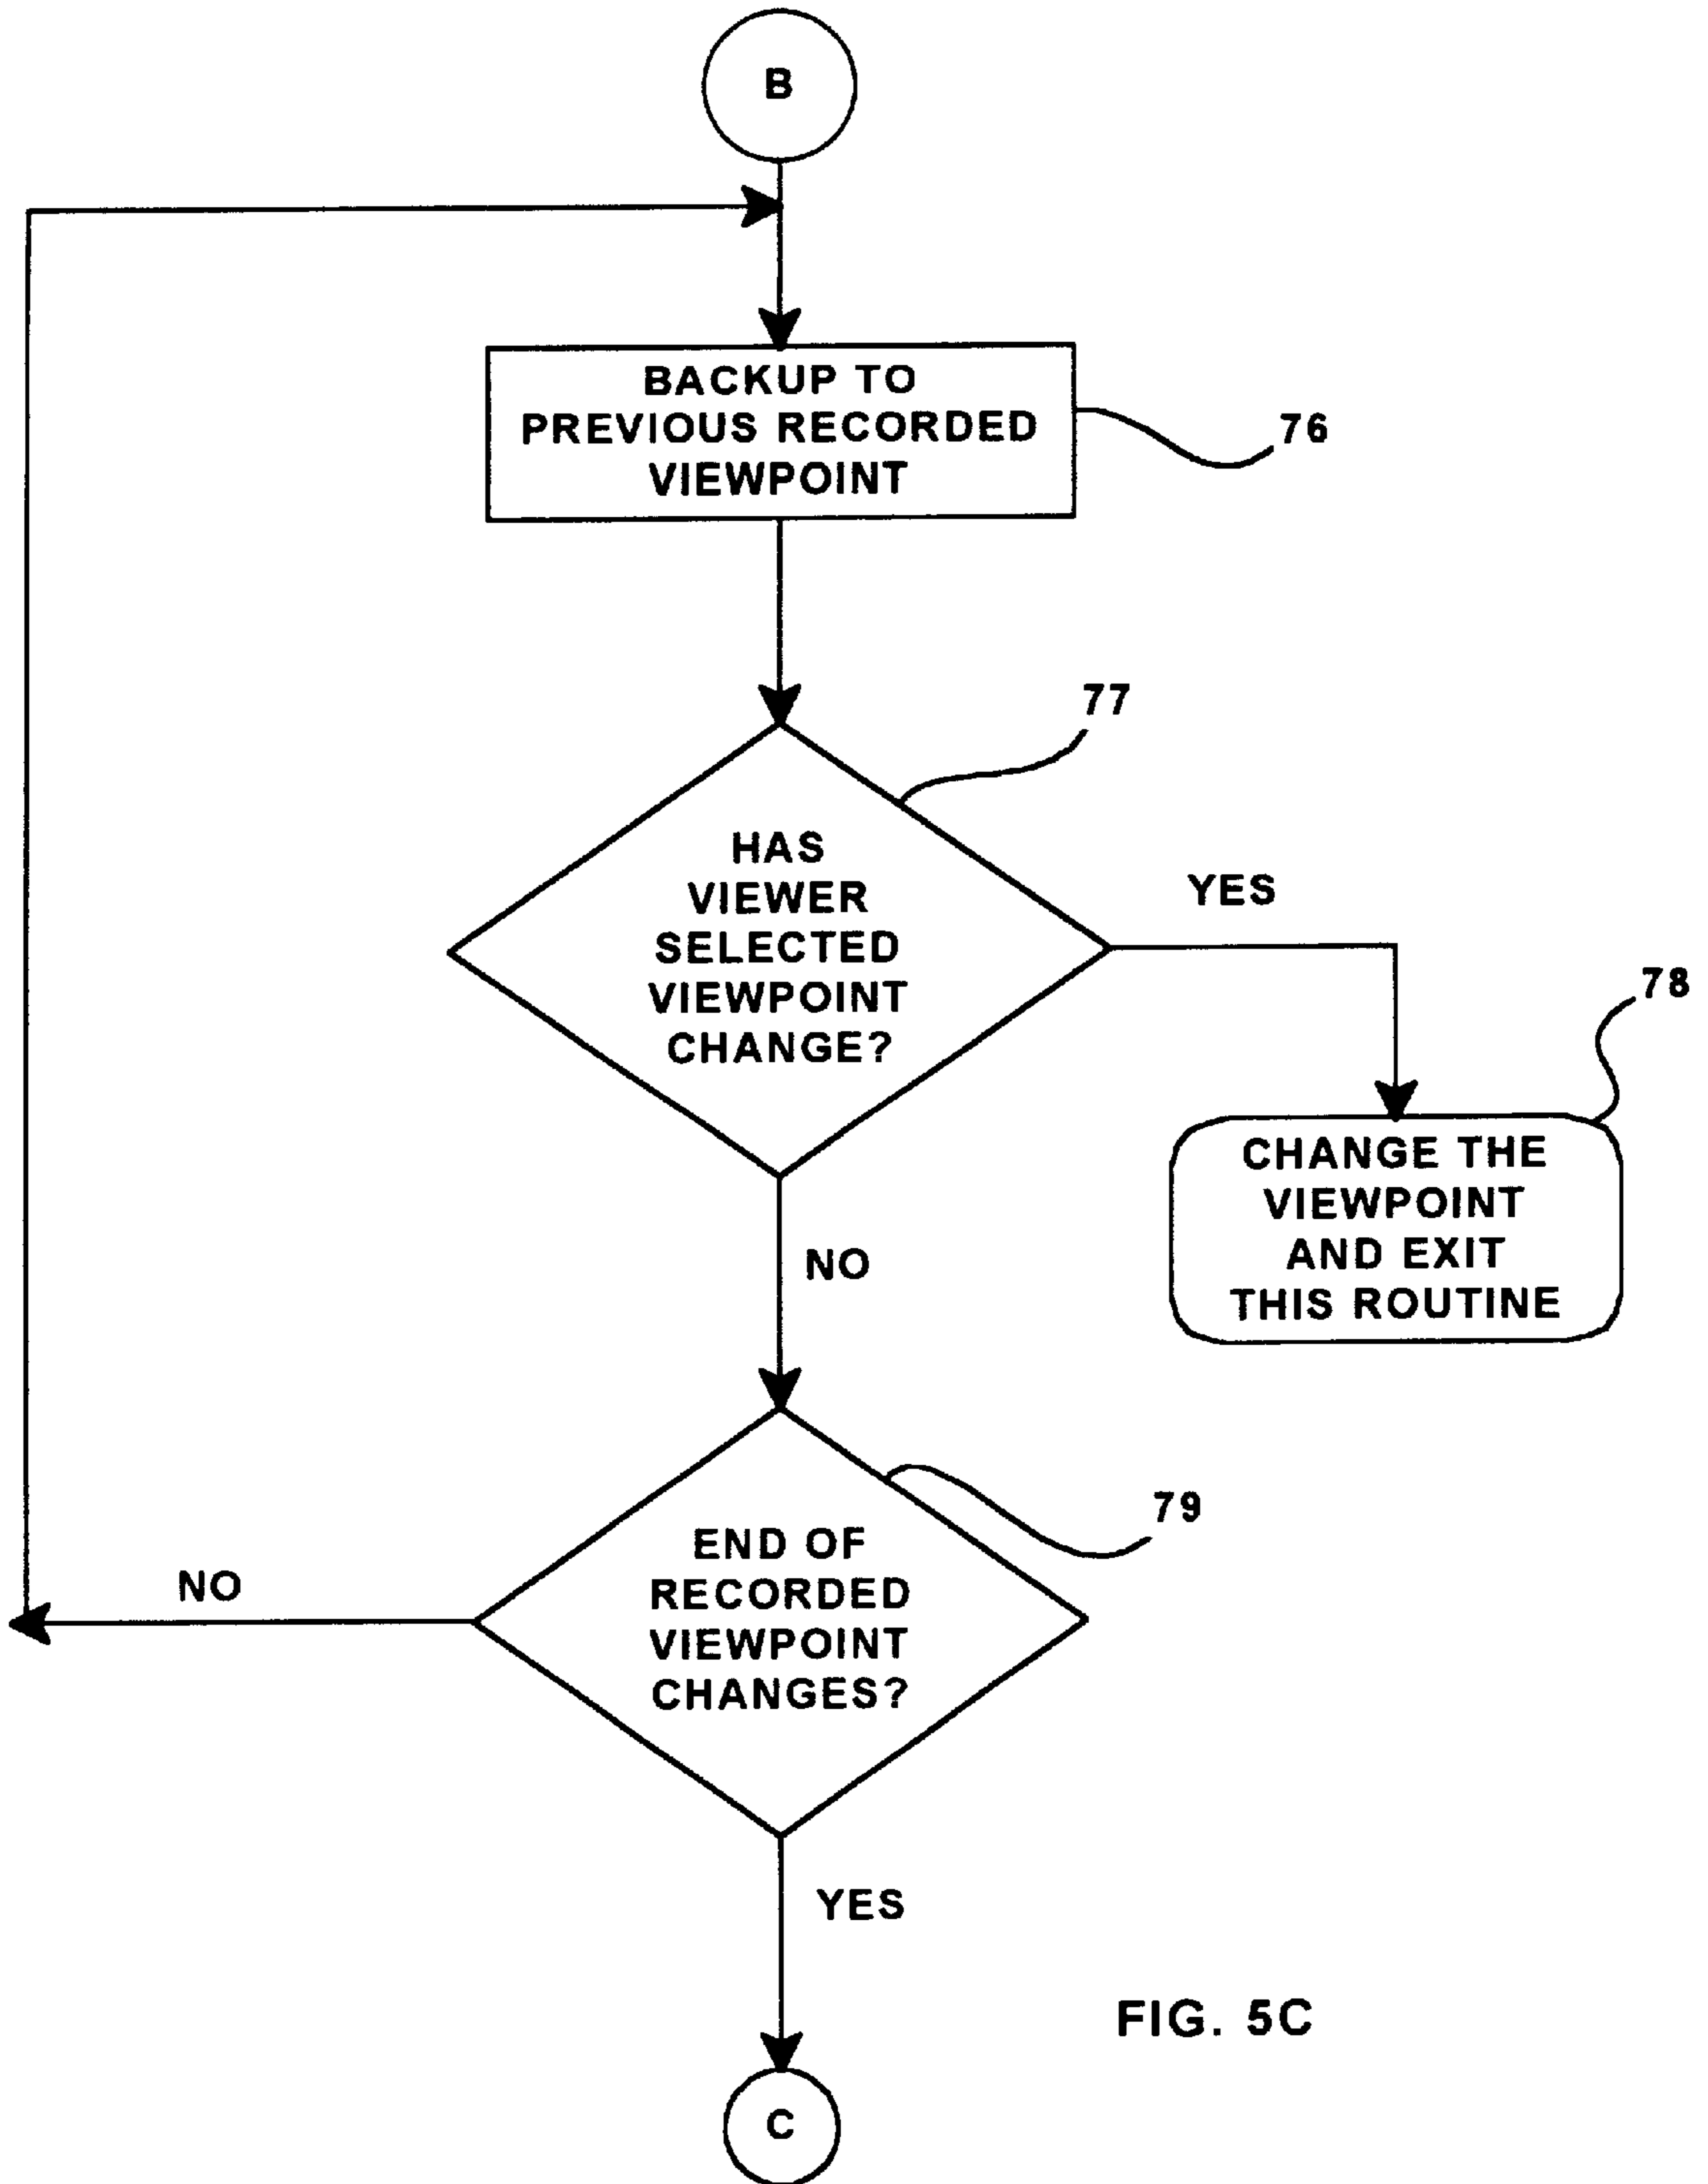 B
BACKUP TO
PREVIOUS RECORDED
VIEWPOINT
76
77
HAS
VIEWER
SELECTED
VIEWPOINT
CHANGE?
YES
78
CHANGE THE
VIEWPOINT
AND EXIT
THIS ROUTINE
NO
79
END OF
RECORDED
VIEWPOINT
CHANGES?
NO
YES
FIG. 5C
C